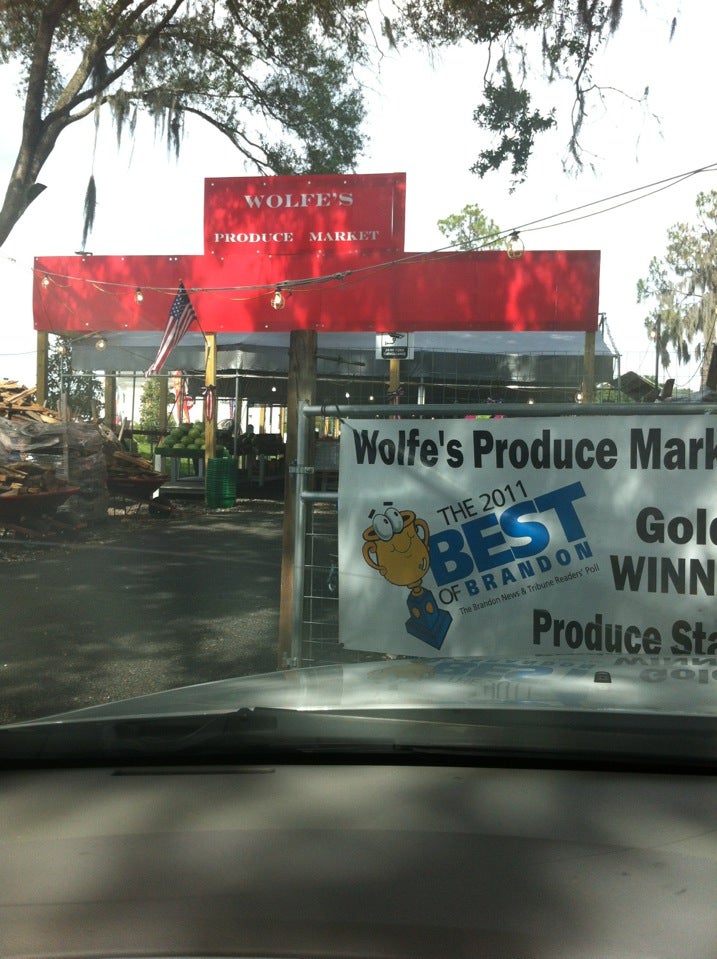 WOLFE'S
PRODUCE MARKET
Wolfe's Produce Mark
THE 2011
BEST
OF BRANDON
The Brandon News & Tribune Readers' Poll
Gol
WINN
Produce Sta